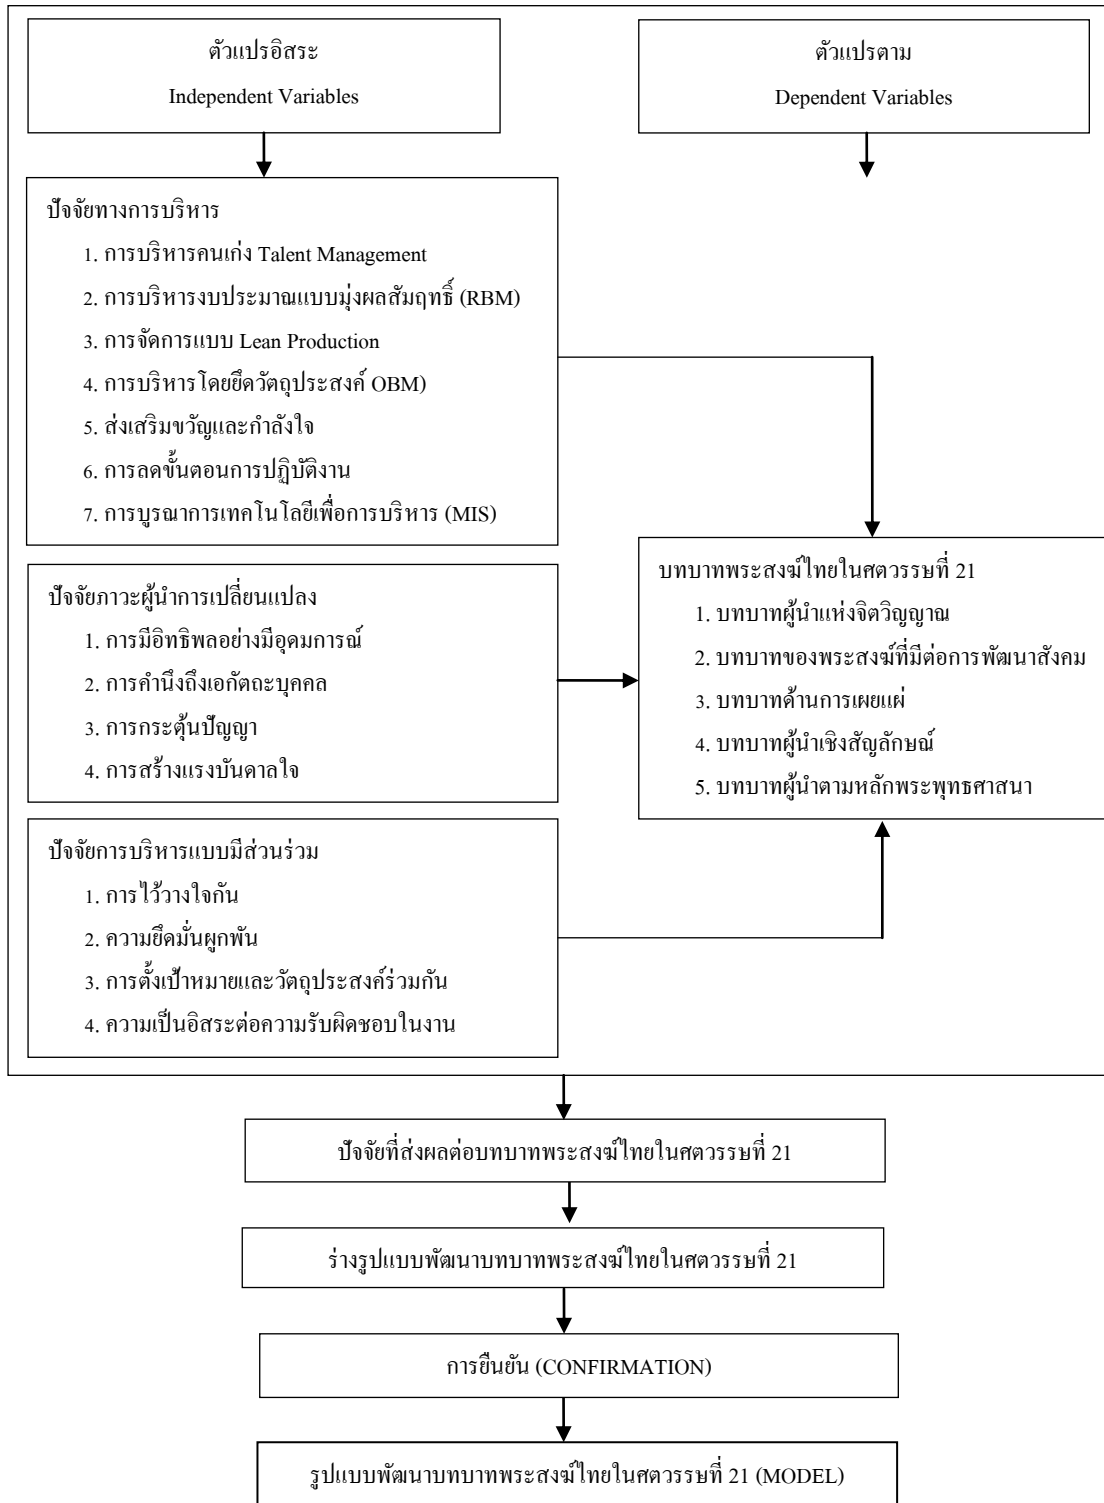 ตัวแปรอิสระ
Independent Variables
ตัวแปรตาม
Dependent Variables
ปัจจัยทางการบริหาร
1. การบริหารคนเก่ง Talent Management
2. การบริหารงบประมาณแบบมุ่งผลสัมฤทธิ์ (RBM)
3. การจัดการแบบ Lean Production
4. การบริหารโดยยึดวัตถุประสงค์ OBM)
5. ส่งเสริมขวัญและกำลังใจ
6. การลดขั้นตอนการปฏิบัติงาน
7. การบูรณาการเทคโนโลยีเพื่อการบริหาร (MIS)
ปัจจัยภาวะผู้นำการเปลี่ยนแปลง
1. การมีอิทธิพลอย่างมีอุดมการณ์
2. การคำนึงถึงเอกัตถะบุคคล
3. การกระตุ้นปัญญา
4. การสร้างแรงบันดาลใจ
ปัจจัยการบริหารแบบมีส่วนร่วม
1. การไว้วางใจกัน
2. ความยึดมั่นผูกพัน
3. การตั้งเป้าหมายและวัตถุประสงค์ร่วมกัน
4. ความเป็นอิสระต่อความรับผิดชอบในงาน
บทบาทพระสงฆ์ไทยในศตวรรษที่ 21
1. บทบาทผู้นำแห่งจิตวิญญาณ
2. บทบาทของพระสงฆ์ที่มีต่อการพัฒนาสังคม
3. บทบาทด้านการเผยแผ่
4. บทบาทผู้นำเชิงสัญลักษณ์
5. บทบาทผู้นำตามหลักพระพุทธศาสนา
ปัจจัยที่ส่งผลต่อบทบาทพระสงฆ์ไทยในศตวรรษที่ 21
ร่างรูปแบบพัฒนาบทบาทพระสงฆ์ไทยในศตวรรษที่ 21
การยืนยัน (CONFIRMATION)
รูปแบบพัฒนาบทบาทพระสงฆ์ไทยในศตวรรษที่ 21 (MODEL)